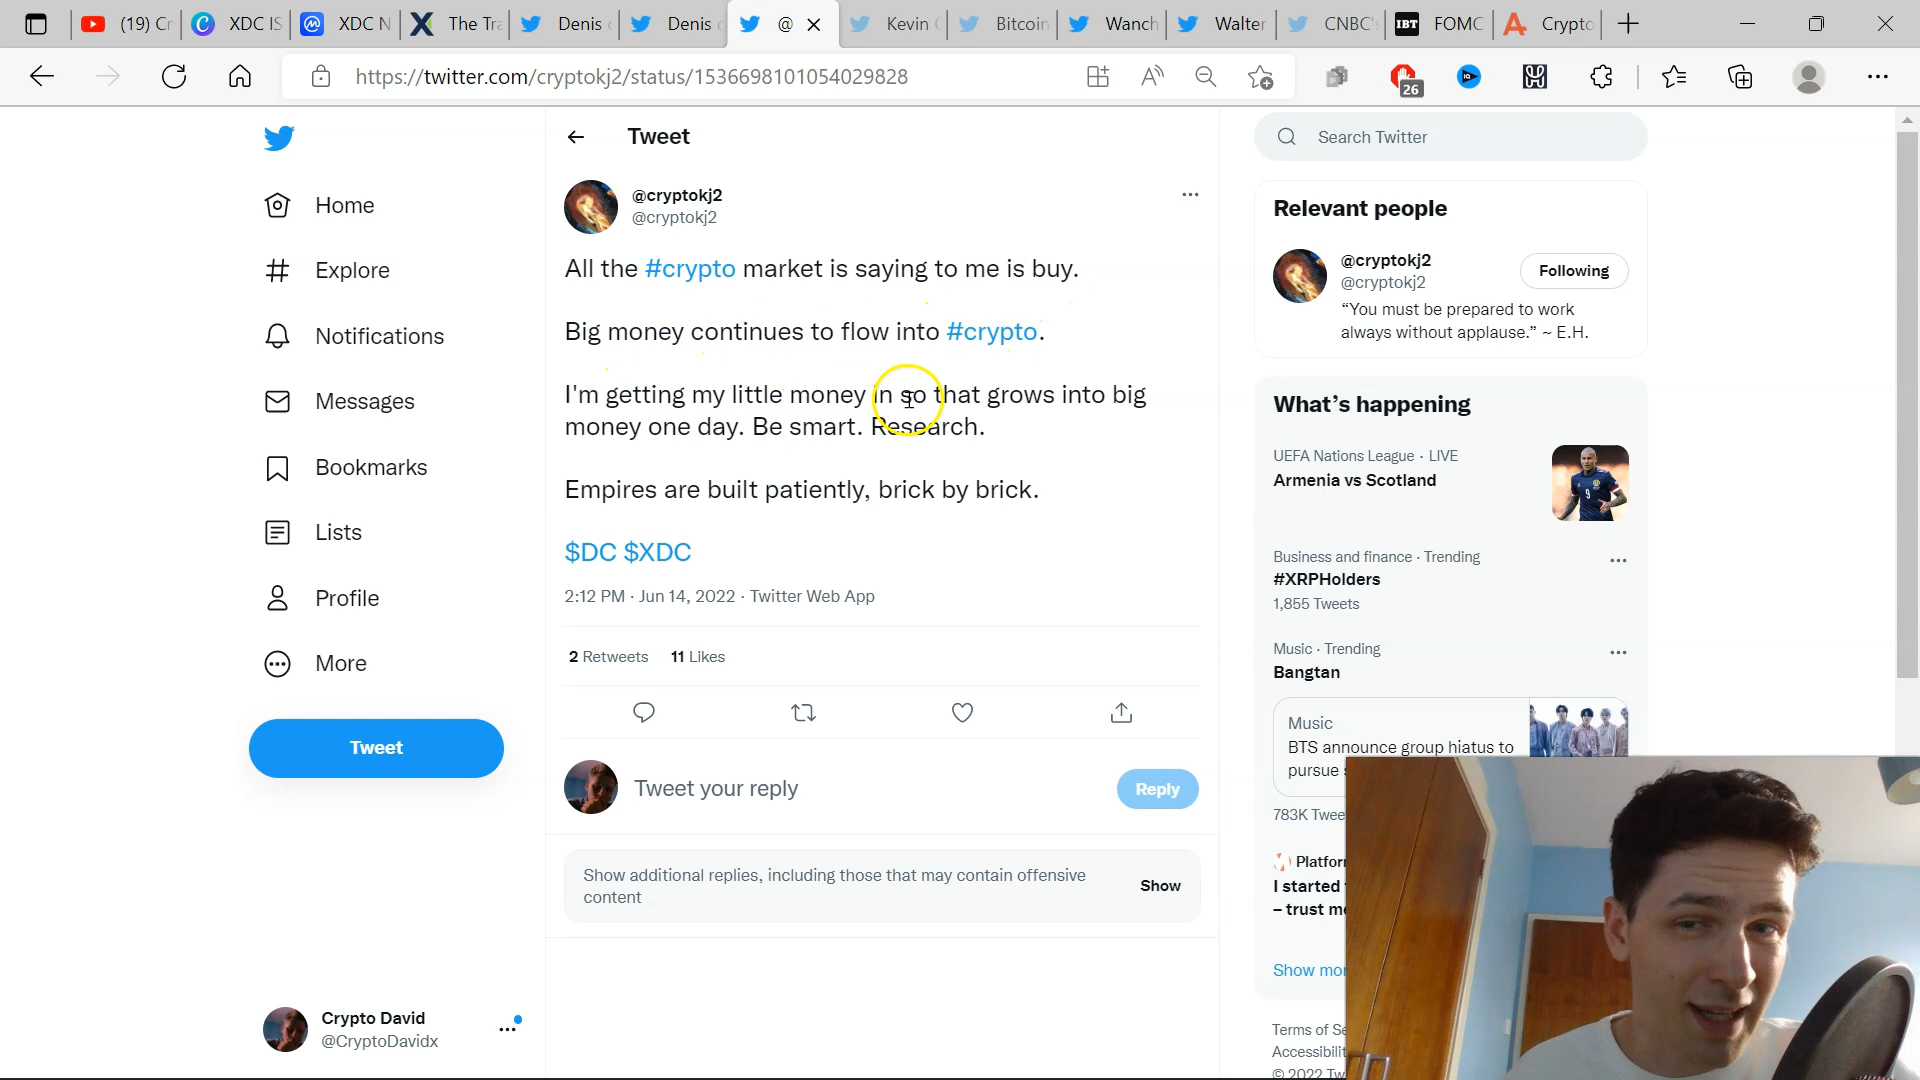 (19) Cr
XDC IS
XDC N
The Tra
Denis
Denis
@
Kevin
Bitcoin
Wanch
Walter
CNBC's
IBT FOMC
Crypto
https://twitter.com/cryptokj2/status/1536698101054029828
26
Home
Explore
Notifications
Messages
Bookmarks
Lists
Profile
More
Tweet
Crypto David
@CryptoDavidx
Tweet
@cryptokj2
@cryptokj2
All the #crypto market is saying to me is buy.
Big money continues to flow into #crypto.
I'm getting my little money in so that grows into big
money one day. Be smart. Research.
Empires are built patiently, brick by brick.
$DC $XDC
2:12 PM · Jun 14, 2022 · Twitter Web App
2 Retweets 11 Likes
Tweet your reply
Reply
Show additional replies, including those that may contain offensive
content
Show
Search Twitter
Relevant people
@cryptokj2
@cryptokj2
Following
“You must be prepared to work
always without applause.” ~ E.H.
What’s happening
UEFA Nations League · LIVE
Armenia vs Scotland
Business and finance · Trending
#XRPHolders
1,855 Tweets
Music · Trending
Bangtan
Music
BTS announce group hiatus to
pursue
783K Twee
Platfor
I started
– trust me
Show mor
Terms of Se
Accessibilit
© 2022 Tw